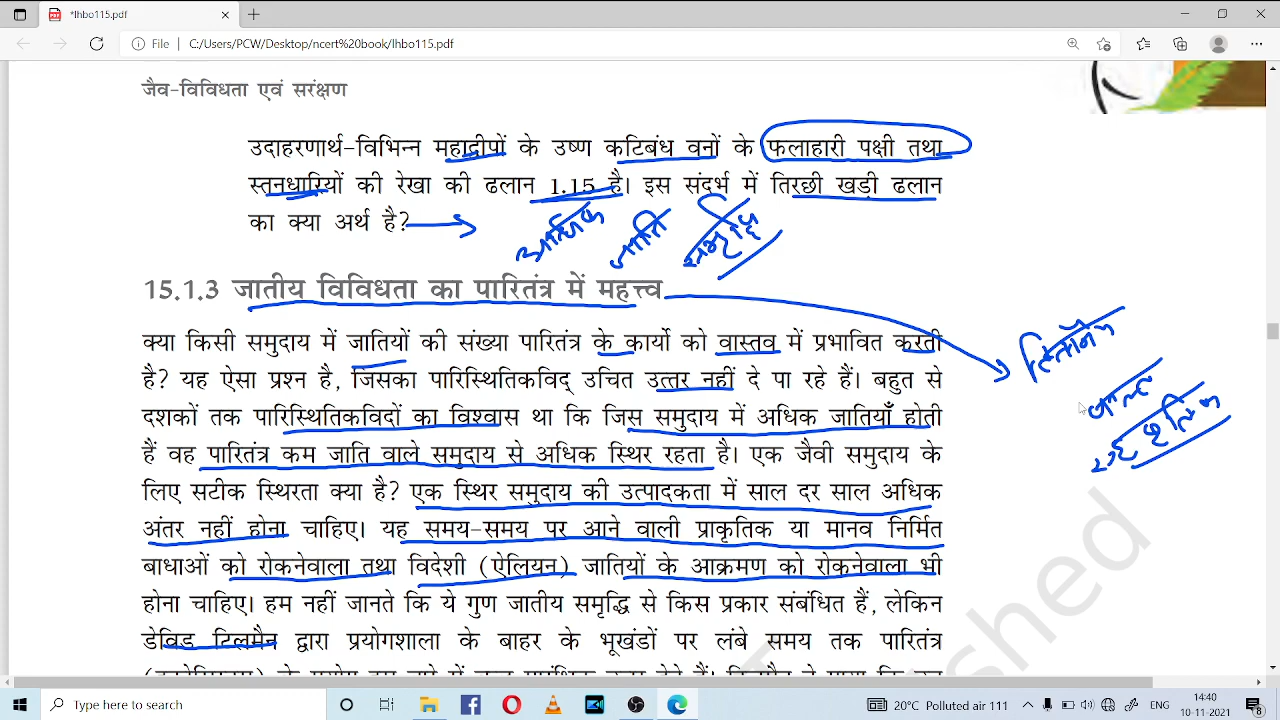 *lhbo115.pdf
File C:/Users/PCW/Desktop/ncert%20book/lhbo115.pdf
जैव-विविधता एवं सरंक्षण
उदाहरणार्थ-विभिन्न महाद्वीपों के उष्ण कटिबंध वनों के फलाहारी पक्षी तथा
स्तनधारियों की रेखा की ढलान 1.15 है। इस संदर्भ में तिरछी खड़ी ढलान
का क्या अर्थ है?
अधिक जाति समृद्धि
15.1.3 जातीय विविधता का पारितंत्र में महत्त्व
क्या किसी समुदाय में जातियों की संख्या पारितंत्र के कार्यो को वास्तव में प्रभावित करती
है? यह ऐसा प्रश्न है, जिसका पारिस्थितिकविद् उचित उत्तर नहीं दे पा रहे हैं। बहुत से
दशकों तक पारिस्थितिकविदों का विश्वास था कि जिस समुदाय में अधिक जातियाँ होती
हैं वह पारितंत्र कम जाति वाले समुदाय से अधिक स्थिर रहता है। एक जैवी समुदाय के
लिए सटीक स्थिरता क्या है? एक स्थिर समुदाय की उत्पादकता में साल दर साल अधिक
अंतर नहीं होना चाहिए। यह समय-समय पर आने वाली प्राकृतिक या मानव निर्मित
बाधाओं को रोकनेवाला तथा विदेशी (ऐलियन) जातियों के आक्रमण को रोकनेवाला भी
होना चाहिए। हम नहीं जानते कि ये गुण जातीय समृद्धि से किस प्रकार संबंधित हैं, लेकिन
डेविड टिलमैन द्वारा प्रयोगशाला के बाहर के भूखंडों पर लंबे समय तक पारितंत्र
shed
Type here to search
20°C Polluted air 11
ENG
14:40
10-11-2021
8